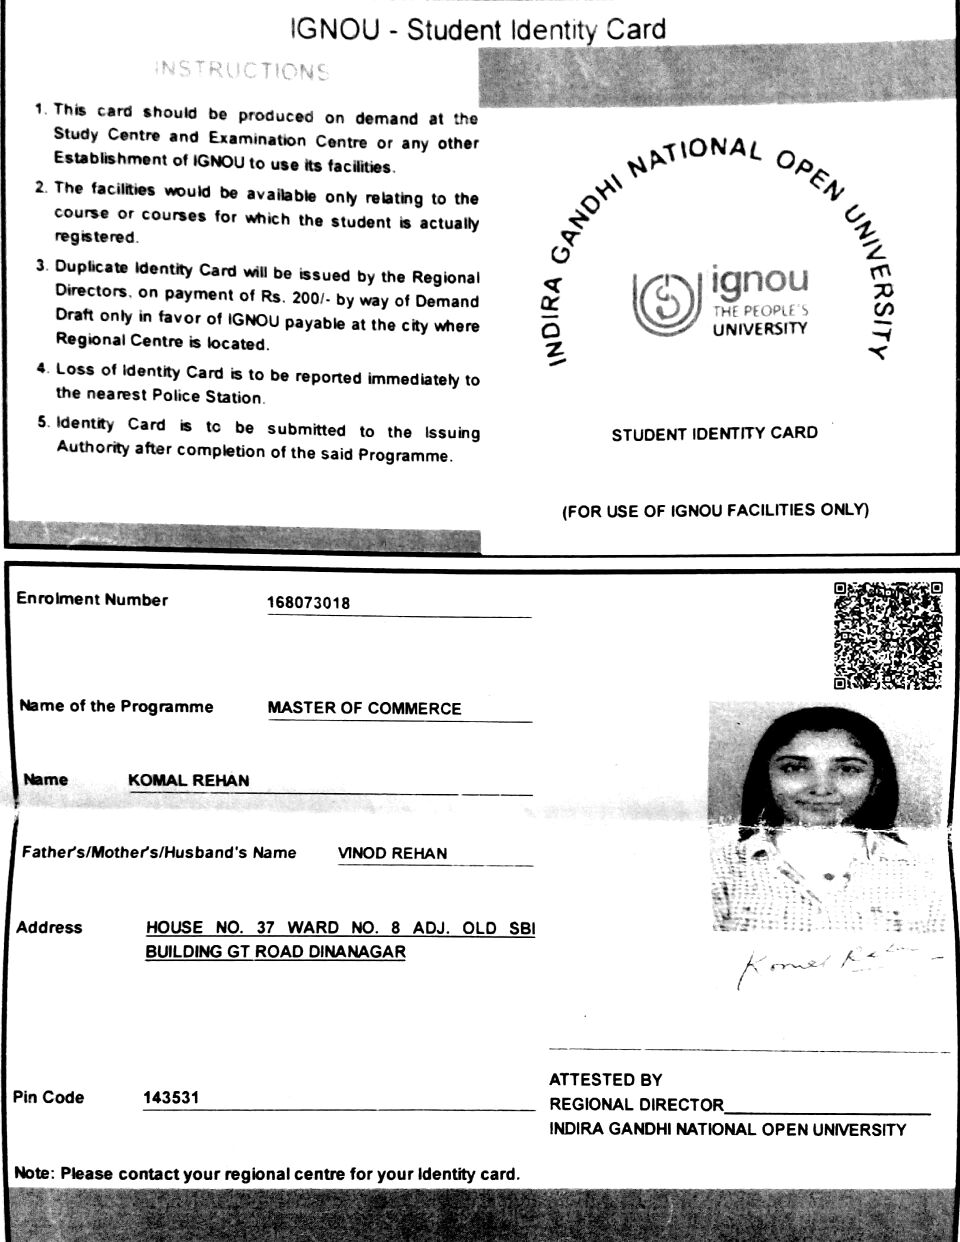 IGNOU - Student Identity Card
INSTRUCTIONS
1. This card should be produced on demand at the
Study Centre and Examination Centre or any other
Establishment of IGNOU to use its facilities.
2. The facilities would be available only relating to the
course or courses for which the student is actually
registered.
3. Duplicate Identity Card will be issued by the Regional
Directors, on payment of Rs. 200/- by way of Demand
Draft only in favor of IGNOU payable at the city where
Regional Centre is located.
4. Loss of Identity Card is to be reported immediately to
the nearest Police Station.
5. Identity Card is to be submitted to the Issuing
Authority after completion of the said Programme.
INDIRA GANDHI NATIONAL OPEN UNIVERSITY
ignou
THE PEOPLE'S
UNIVERSITY
STUDENT IDENTITY CARD
(FOR USE OF IGNOU FACILITIES ONLY)
Enrolment Number 168073018
Name of the Programme MASTER OF COMMERCE
Name KOMAL REHAN
Father's/Mother's/Husband's Name VINOD REHAN
Address HOUSE NO. 37 WARD NO. 8 ADJ. OLD SBI
BUILDING GT ROAD DINANAGAR
Komal Rehan
Pin Code 143531
ATTESTED BY
REGIONAL DIRECTOR
INDIRA GANDHI NATIONAL OPEN UNIVERSITY
Note: Please contact your regional centre for your Identity card.